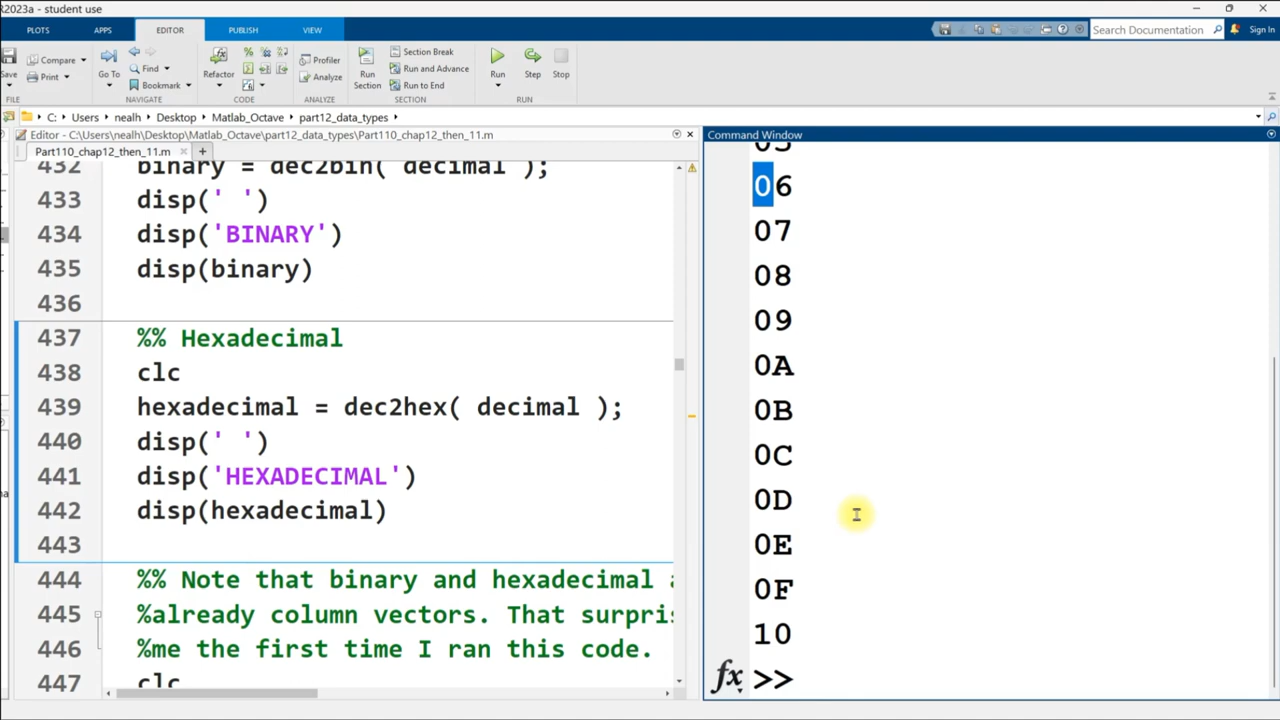 R2023a - student use
PLOTS APPS EDITOR PUBLISH VIEW
Search Documentation Sign In
Save Compare Print Go To Find Bookmark Refactor Profiler Analyze Run Section Section Break Run and Advance Run to End Run Step Stop
FILE NAVIGATE CODE ANALYZE SECTION RUN
C: Users nealh Desktop Matlab_Octave part12_data_types
Editor - C:\Users\nealh\Desktop\Matlab_Octave\part12_data_types\Part110_chap12_then_11.m
Part110_chap12_then_11.m
432 binary = dec2bin( decimal );
433 disp(' ')
434 disp('BINARY')
435 disp(binary)
436
437 %% Hexadecimal
438 clc
439 hexadecimal = dec2hex( decimal );
440 disp(' ')
441 disp('HEXADECIMAL')
442 disp(hexadecimal)
443
444 %% Note that binary and hexadecimal
445 %already column vectors. That surpris
446 %me the first time I ran this code.
447 clc
Command Window
05
06
07
08
09
0A
0B
0C
0D
0E
0F
10
fx >>